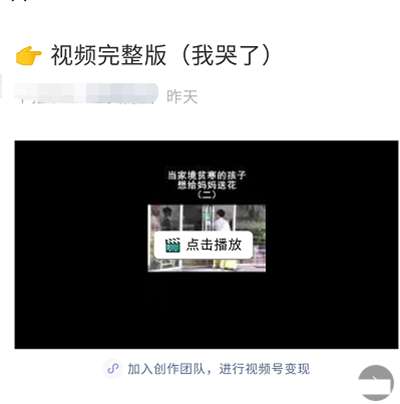 👉 视频完整版（我哭了）
昨天
当家境贫寒的孩子
想给妈妈送花
（二）
点击播放
加入创作团队，进行视频号变现